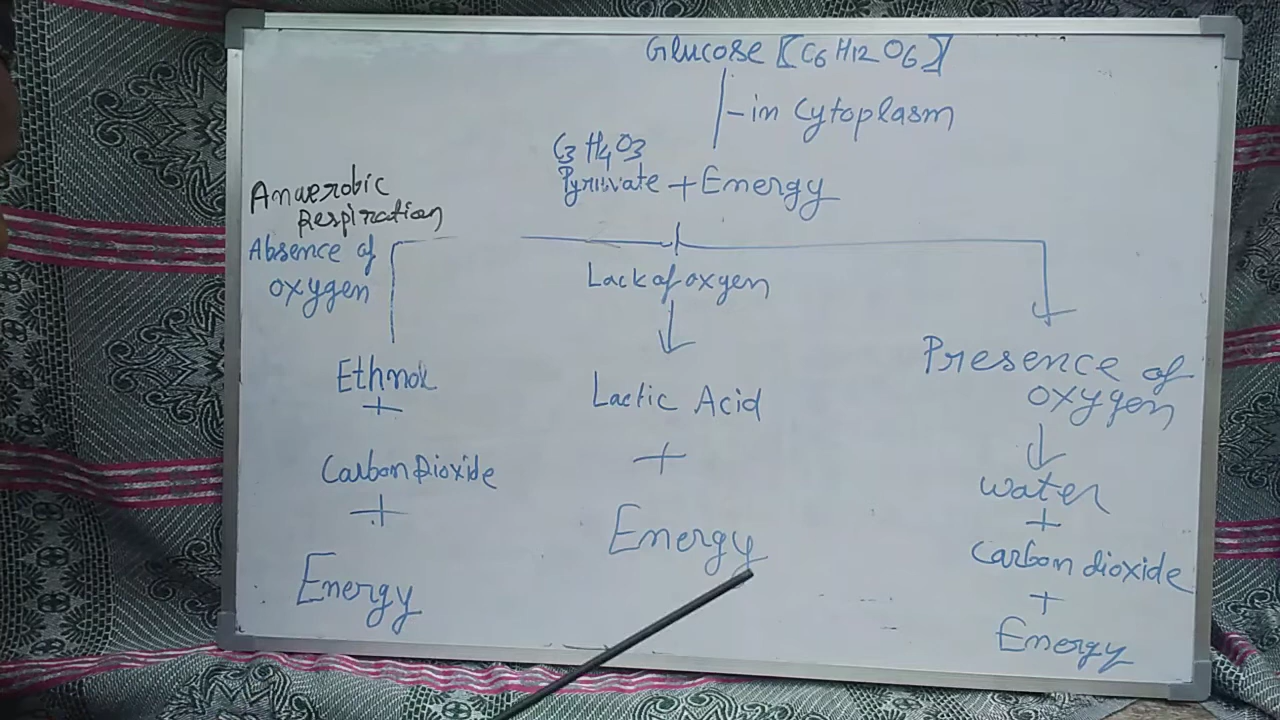 Glucose [C6 H12 O6]
in Cytoplasm
C3 H4 O3
Pyruvate + Energy
Anaerobic
Respiration
Absence of
oxygen
Lack of oxygen
Presence of
oxygen
Ethnol
+
Carbon Dioxide
+
Energy
Lactic Acid
+
Energy
water
+
Carbon dioxide
+
Energy